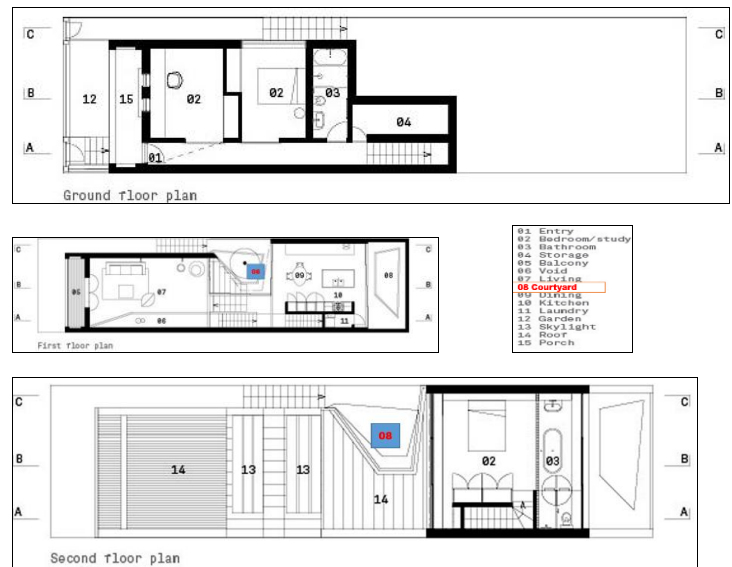 C C
B B
12 15 02 02 03
04
A A
01
Ground floor plan
C C
08
09 08
05 07
B B
10
A 06 11 A
First floor plan
01 Entry
02 Bedroom/study
03 Bathroom
04 Storage
05 Balcony
06 Void
07 Living
08 Courtyard
09 Dining
10 Kitchen
11 Laundry
12 Garden
13 Skylight
14 Roof
15 Porch
C C
08
B B
14 13 13 02 03
14
A A
Second floor plan